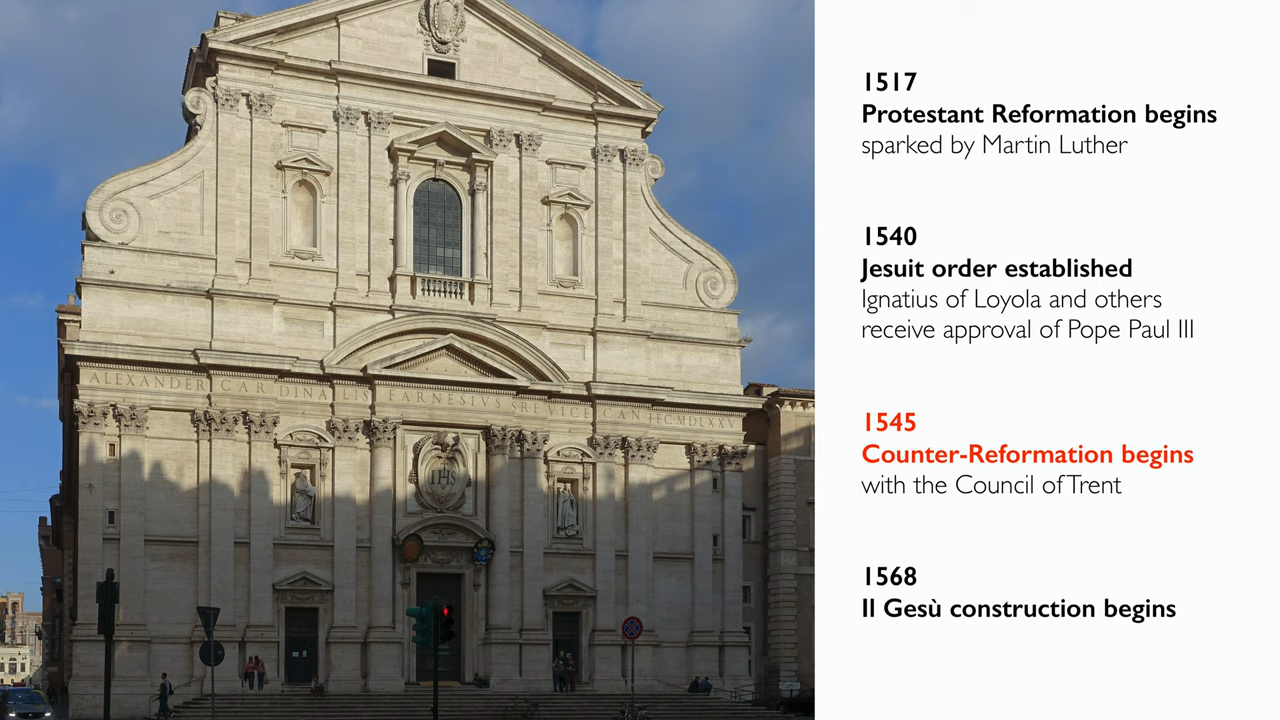 ALEXANDER CARDINALIS FARNESIVS SREVICECAN FEC MDLXXV
IHS
1517
Protestant Reformation begins
sparked by Martin Luther
1540
Jesuit order established
Ignatius of Loyola and others
receive approval of Pope Paul III
1545
Counter-Reformation begins
with the Council of Trent
1568
Il Gesù construction begins